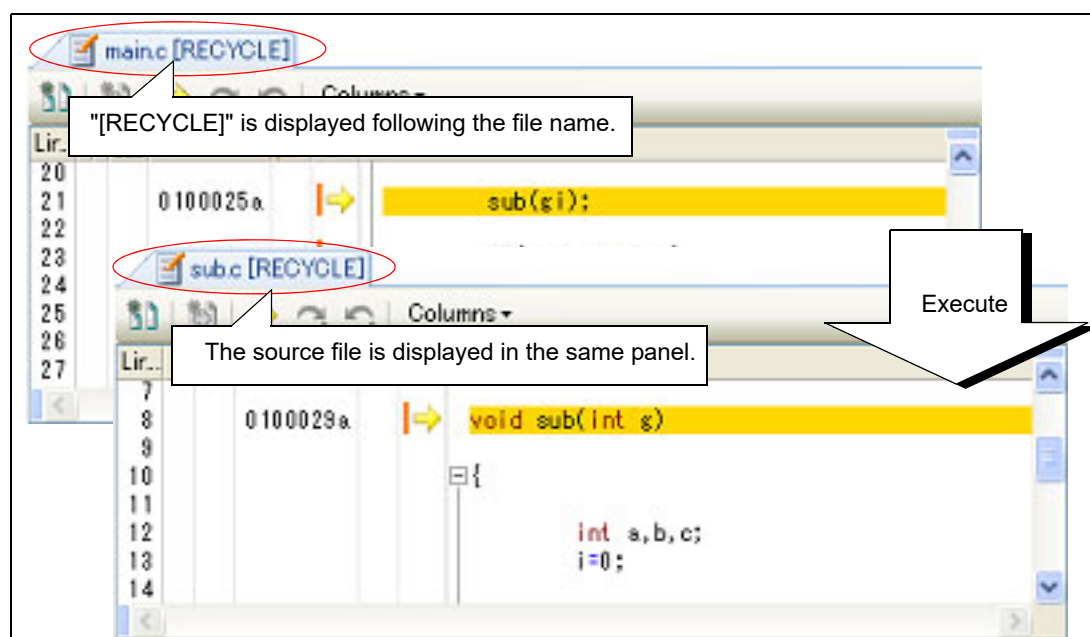 main.c [RECYCLE]
"[RECYCLE]" is displayed following the file name.
Lir...
20
21 0100025a sub(gi);
22
23
24
25
26
27
sub.c [RECYCLE]
Columns
The source file is displayed in the same panel.
Execute
Lir...
7
8 0100029a void sub(int g)
9
10 {
11
12 int a,b,c;
13 i=0;
14